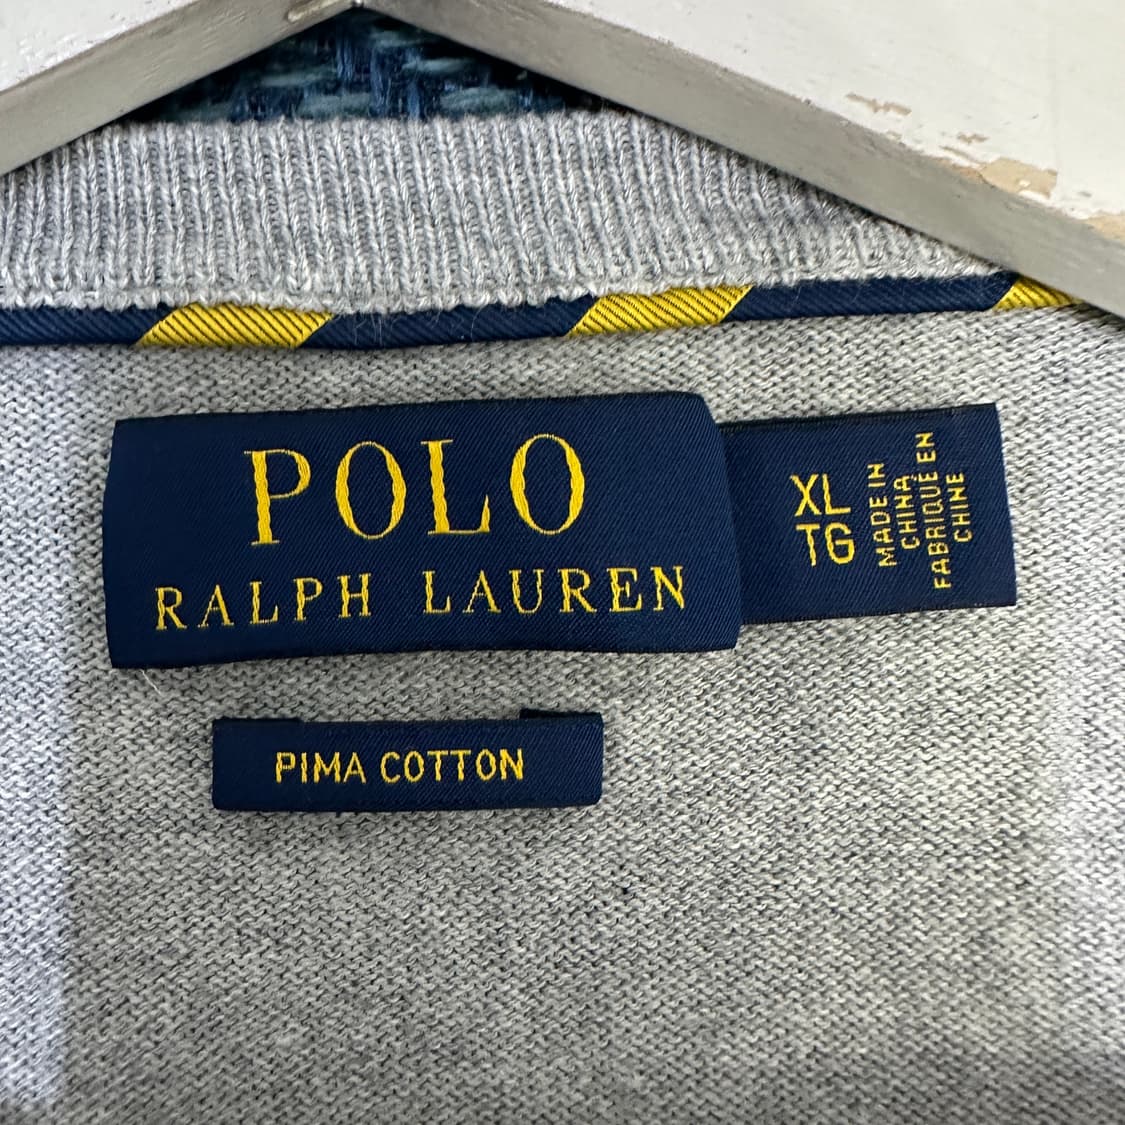 POLO
RALPH LAUREN
XL
TG
MADE IN
CHINA
FABRIQUÉ EN
CHINE
PIMA COTTON